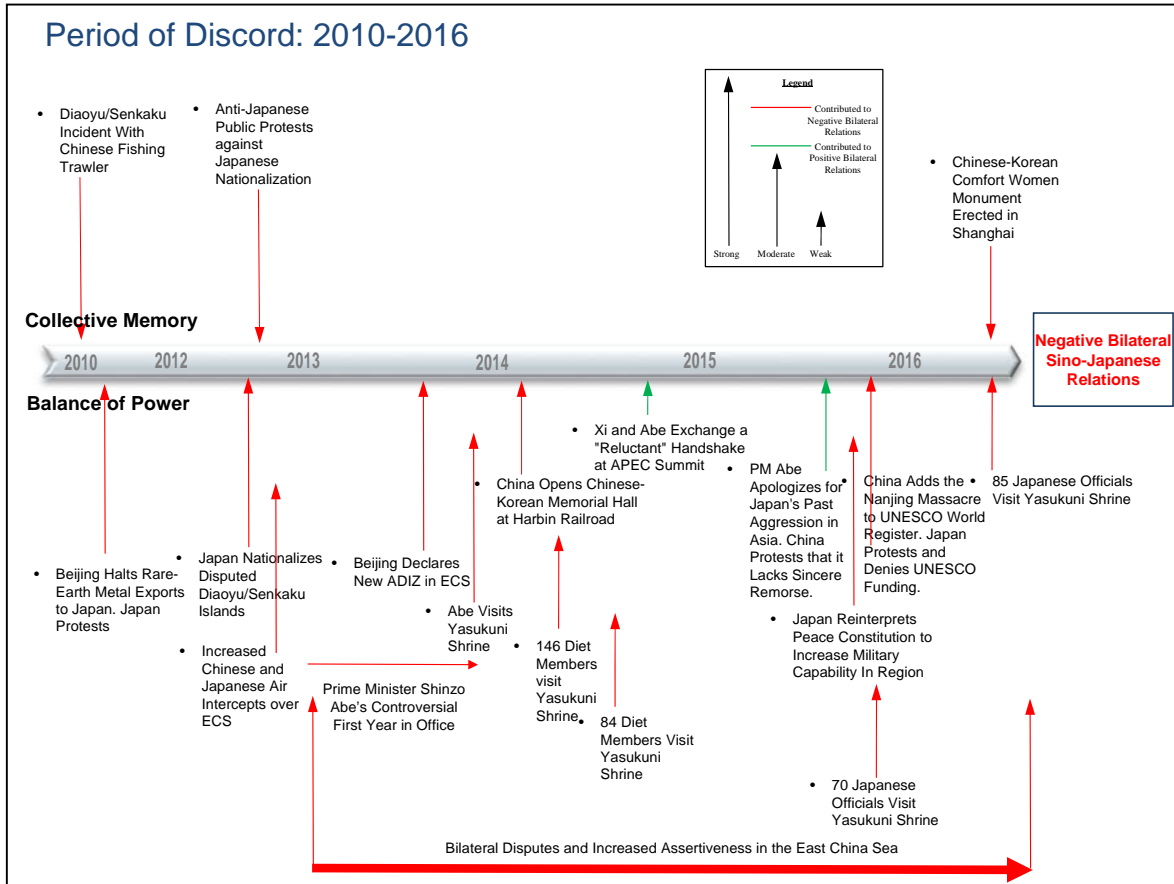 Period of Discord: 2010-2016
• Diaoyu/Senkaku
Incident With
Chinese Fishing
Trawler
• Anti-Japanese
Public Protests
against
Japanese
Nationalization
Legend
Contributed to
Negative Bilateral
Relations
Contributed to
Positive Bilateral
Relations
Strong
Moderate
Weak
• Chinese-Korean
Comfort Women
Monument
Erected in
Shanghai
Collective Memory
2010
2012
2013
2014
2015
2016
Negative Bilateral
Sino-Japanese
Relations
Balance of Power
• Beijing Halts Rare-
Earth Metal Exports
to Japan. Japan
Protests
• Japan Nationalizes
Disputed
Diaoyu/Senkaku
Islands
• Increased
Chinese and
Japanese Air
Intercepts over
ECS
• Beijing Declares
New ADIZ in ECS
• Abe Visits
Yasukuni
Shrine
Prime Minister Shinzo
Abe's Controversial
First Year in Office
• China Opens Chinese-
Korean Memorial Hall
at Harbin Railroad
• 146 Diet
Members
visit
Yasukuni
Shrine
• Xi and Abe Exchange a
"Reluctant" Handshake
at APEC Summit
• 84 Diet
Members Visit
Yasukuni
Shrine
• PM Abe
Apologizes for
Japan's Past
Aggression in
Asia. China
Protests that it
Lacks Sincere
Remorse.
• China Adds the
Nanjing Massacre
to UNESCO World
Register. Japan
Protests and
Denies UNESCO
Funding.
• Japan Reinterprets
Peace Constitution to
Increase Military
Capability In Region
• 85 Japanese Officials
Visit Yasukuni Shrine
• 70 Japanese
Officials Visit
Yasukuni Shrine
Bilateral Disputes and Increased Assertiveness in the East China Sea